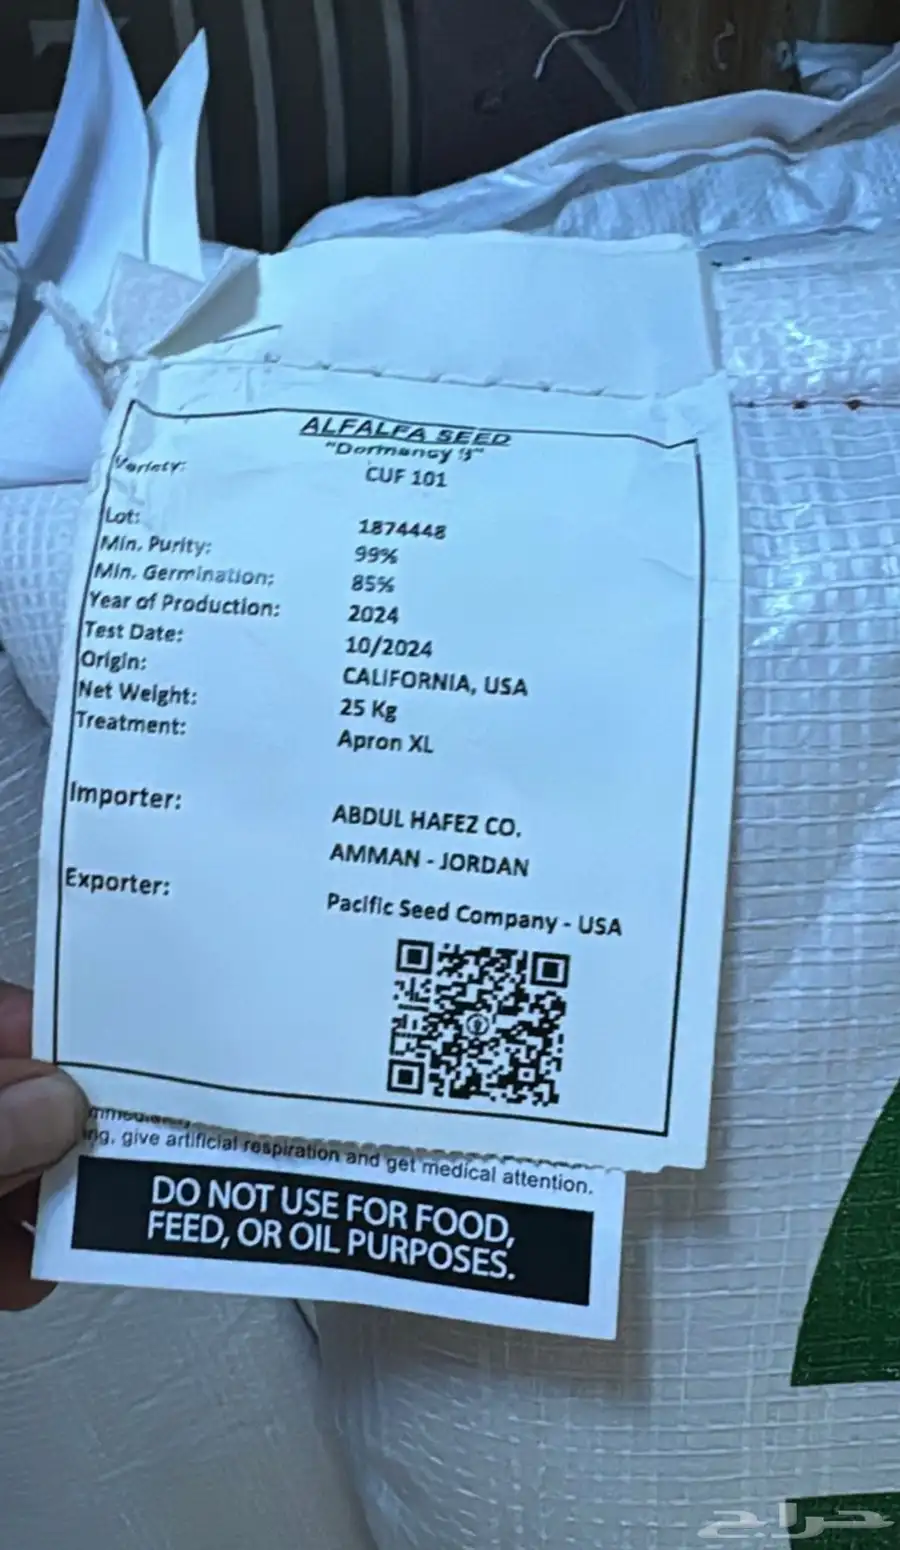 ALFALFA SEED
"Dormancy 9"
Variety: CUF 101
Lot: 1874448
Min. Purity: 99%
Min. Germination: 85%
Year of Production: 2024
Test Date: 10/2024
Origin: CALIFORNIA, USA
Net Weight: 25 Kg
Treatment: Apron XL
Importer: ABDUL HAFEZ CO.
AMMAN - JORDAN
Exporter: Pacific Seed Company - USA
give artificial respiration and get medical attention.
DO NOT USE FOR FOOD,
FEED, OR OIL PURPOSES.
حراج